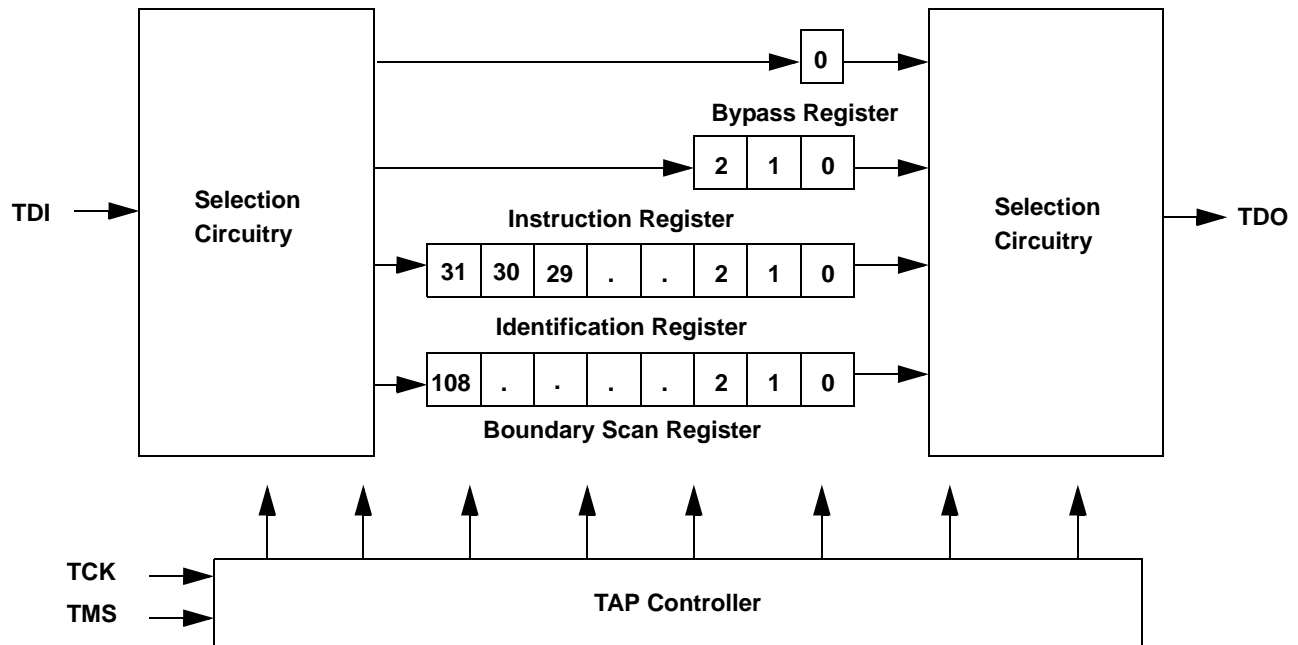 0
Bypass Register
2 1 0
Selection
Circuitry
Selection
Circuitry
TDI
TDO
Instruction Register
31 30 29 . . 2 1 0
Identification Register
108 . . . . 2 1 0
Boundary Scan Register
TCK
TMS
TAP Controller